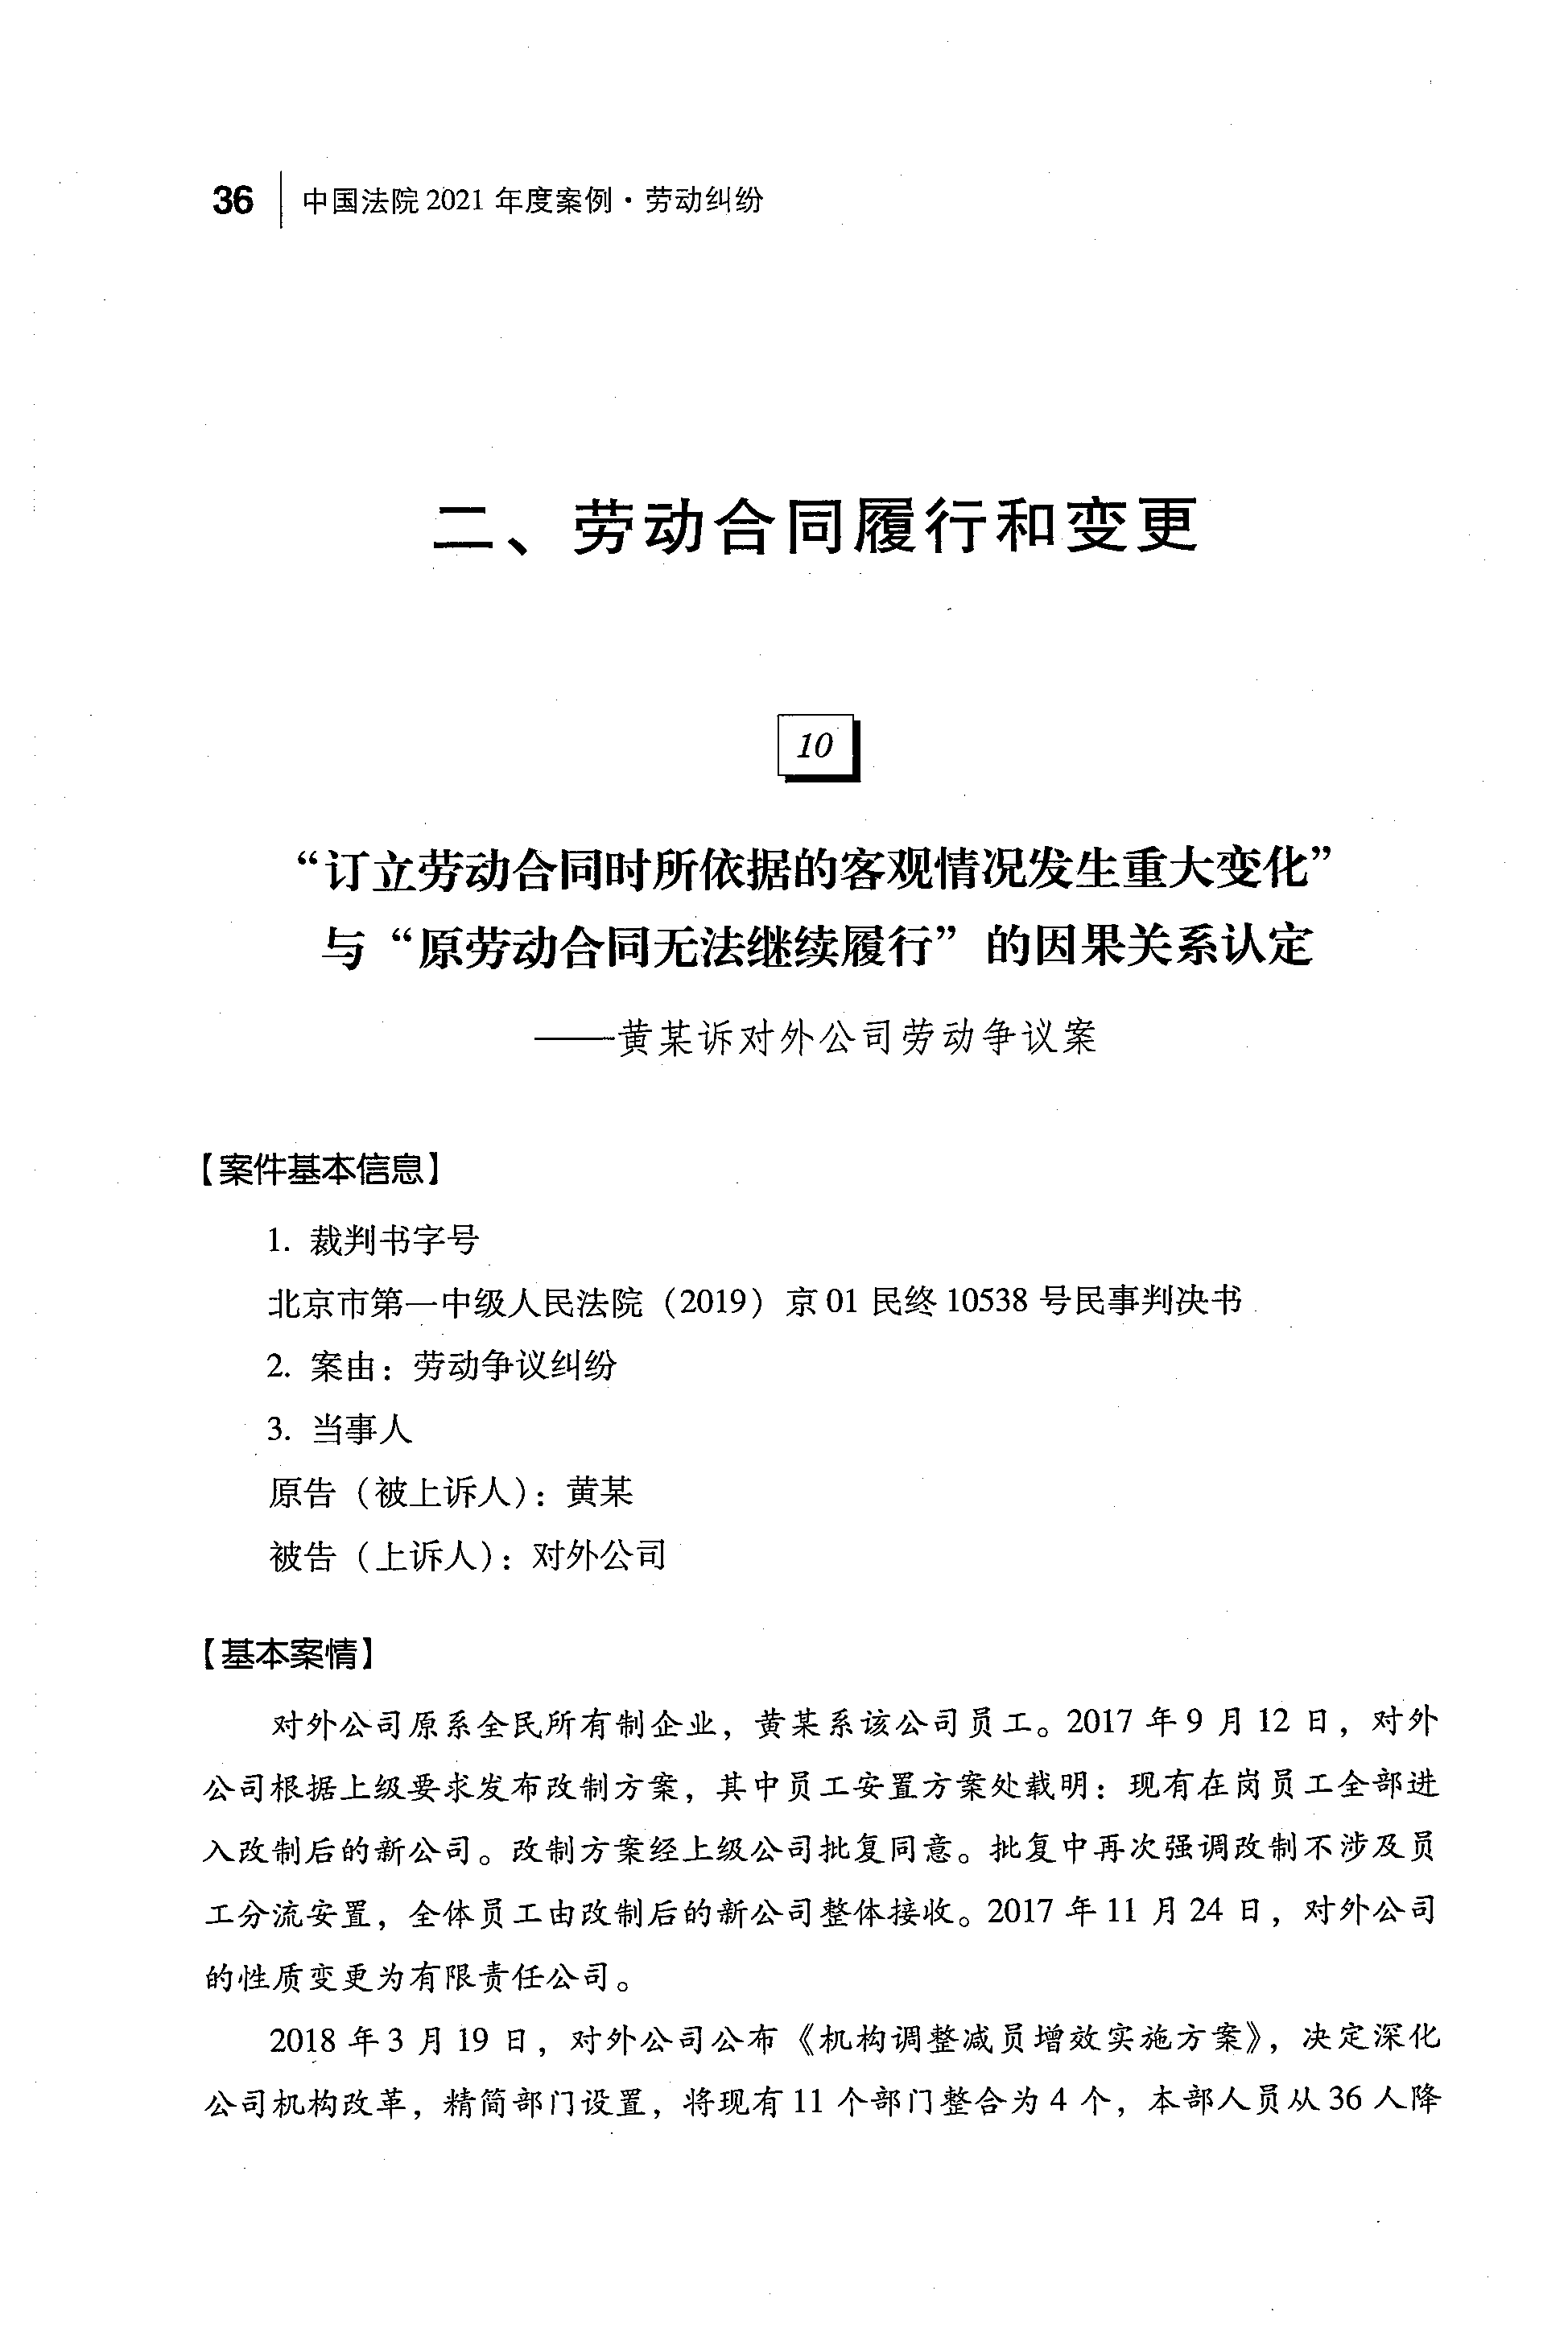 36 中国法院 2021 年度案例·劳动纠纷
二、劳动合同履行和变更
10
“订立劳动合同时所依据的客观情况发生重大变化”
与“原劳动合同无法继续履行”的因果关系认定
——黄某诉对外公司劳动争议案
【案件基本信息】
1. 裁判书字号
北京市第一中级人民法院（2019）京 01 民终 10538 号民事判决书
2. 案由：劳动争议纠纷
3. 当事人
原告（被上诉人）：黄某
被告（上诉人）：对外公司
【基本案情】
对外公司原系全民所有制企业，黄某系该公司员工。2017 年 9 月 12 日，对外
公司根据上级要求发布改制方案，其中员工安置方案处载明：现有在岗员工全部进
入改制后的新公司。改制方案经上级公司批复同意。批复中再次强调改制不涉及员
工分流安置，全体员工由改制后的新公司整体接收。2017 年 11 月 24 日，对外公司
的性质变更为有限责任公司。
2018 年 3 月 19 日，对外公司公布《机构调整减员增效实施方案》，决定深化
公司机构改革，精简部门设置，将现有 11 个部门整合为 4 个，本部人员从 36 人降